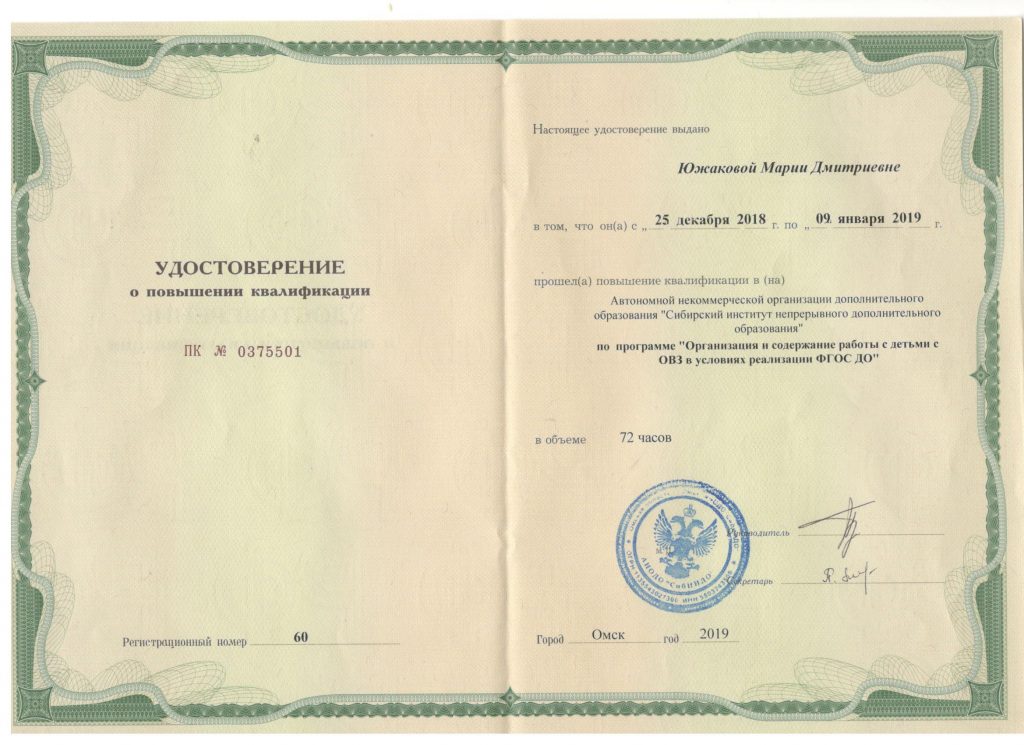 УДОСТОВЕРЕНИЕ
о повышении квалификации
ПК № 0375501
Регистрационный номер 60
Настоящее удостоверение выдано
Южаковой Марии Дмитриевне
в том, что он(а) с „ 25 декабря 2018 г. по „ 09 января 2019 г.
прошел(а) повышение квалификации в (на)
Автономной некоммерческой организации дополнительного
образования "Сибирский институт непрерывного дополнительного
образования"
по программе "Организация и содержание работы с детьми с
ОВЗ в условиях реализации ФГОС ДО"
в объеме 72 часов
АНОДО "СибИНДО"
М.П.
Руководитель
Секретарь
Город Омск год 2019